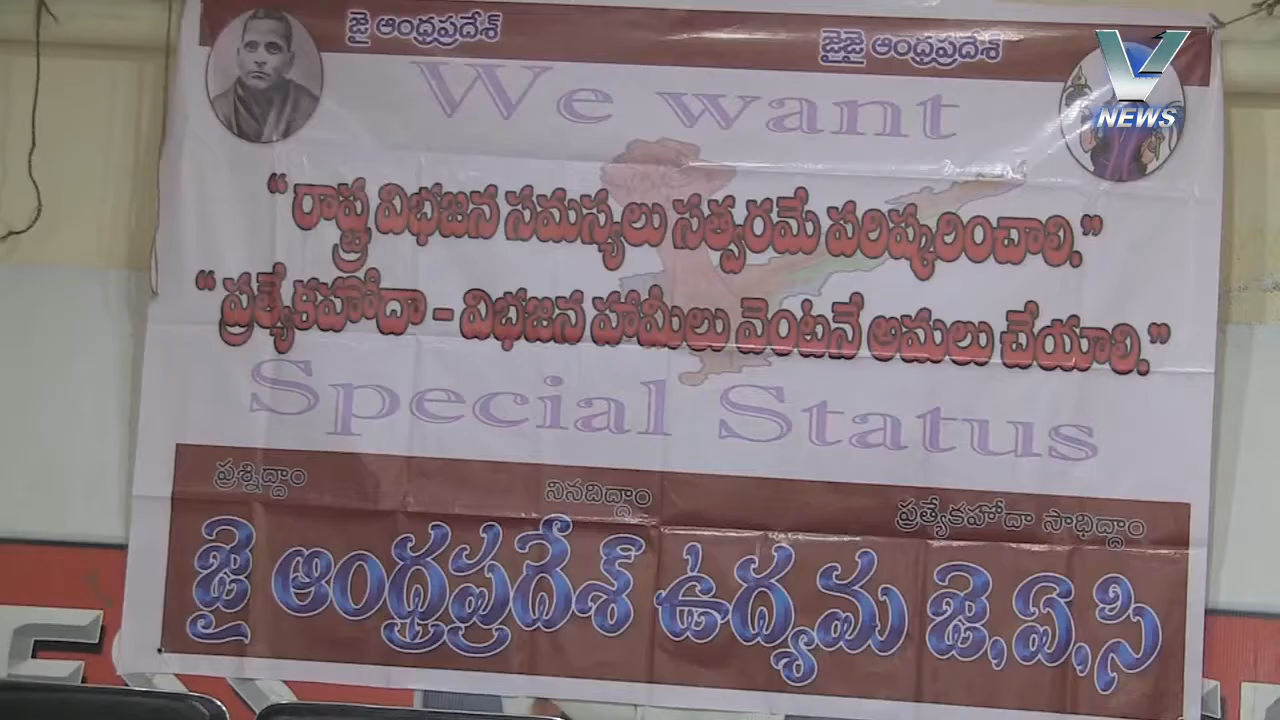 జై ఆంధ్రప్రదేశ్ జైజై ఆంధ్రప్రదేశ్
V NEWS
We want
“ రాష్ట్ర విభజన సమస్యలు సత్వరమే పరిష్కరించాలి.”
“ ప్రత్యేకహోదా - విభజన హామీలు వెంటనే అమలు చేయాలి.”
Special Status
ప్రశ్నిద్దాం నినదిద్దాం ప్రత్యేకహోదా సాధిద్దాం
జై ఆంధ్రప్రదేశ్ ఉద్యమ జె,ఏ,సి